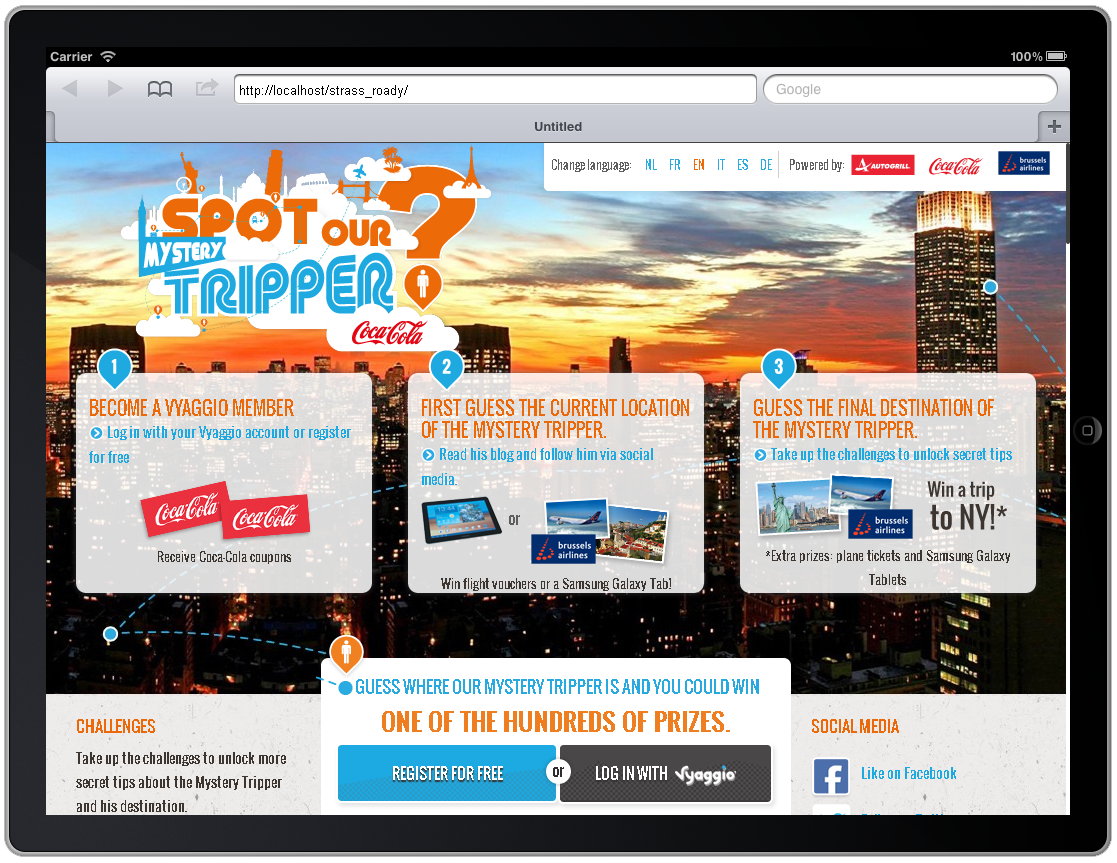 Carrier
100%
http://localhost/strass_roady/
Google
Untitled
Change language: NL FR EN IT ES DE Powered by: AUTOGRILL Coca-Cola brussels airlines
SPOT OUR
MYSTERY
TRIPPER
?
Coca-Cola
1
BECOME A VYAGGIO MEMBER
Log in with your Vyaggio account or register
for free
Coca-Cola
Coca-Cola
Receive Coca-Cola coupons
2
FIRST GUESS THE CURRENT LOCATION
OF THE MYSTERY TRIPPER.
Read his blog and follow him via social
media.
or
brussels
airlines
Win flight vouchers or a Samsung Galaxy Tab!
3
GUESS THE FINAL DESTINATION OF
THE MYSTERY TRIPPER.
Take up the challenges to unlock secret tips
brussels
airlines
Win a trip
to NY!*
*Extra prizes: plane tickets and Samsung Galaxy
Tablets
GUESS WHERE OUR MYSTERY TRIPPER IS AND YOU COULD WIN
ONE OF THE HUNDREDS OF PRIZES.
REGISTER FOR FREE or LOG IN WITH vyaggio
CHALLENGES
Take up the challenges to unlock more
secret tips about the Mystery Tripper
and his destination.
SOCIAL MEDIA
Like on Facebook